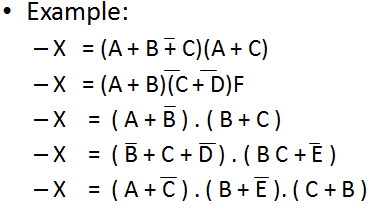 • Example:
– X = (A + B +̅ C)(A + C)
– X = (A + B)(C̅ + D̅)F
– X = ( A + B̅ ) . ( B + C )
– X = ( B̅ + C + D̅ ) . ( B C + E̅ )
– X = ( A + C̅ ) . ( B + E̅ ). ( C + B )